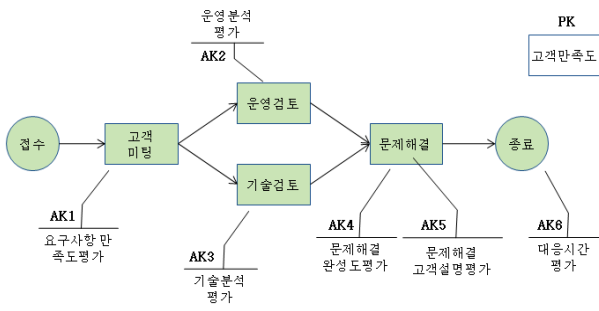 운영분석
평가
AK2
PK
고객만족도
운영검토
접수
고객
미팅
문제해결
종료
기술검토
AK1
요구사항 만
족도평가
AK3
기술분석
평가
AK4
문제해결
완성도평가
AK5
문제해결
고객설명평가
AK6
대응시간
평가